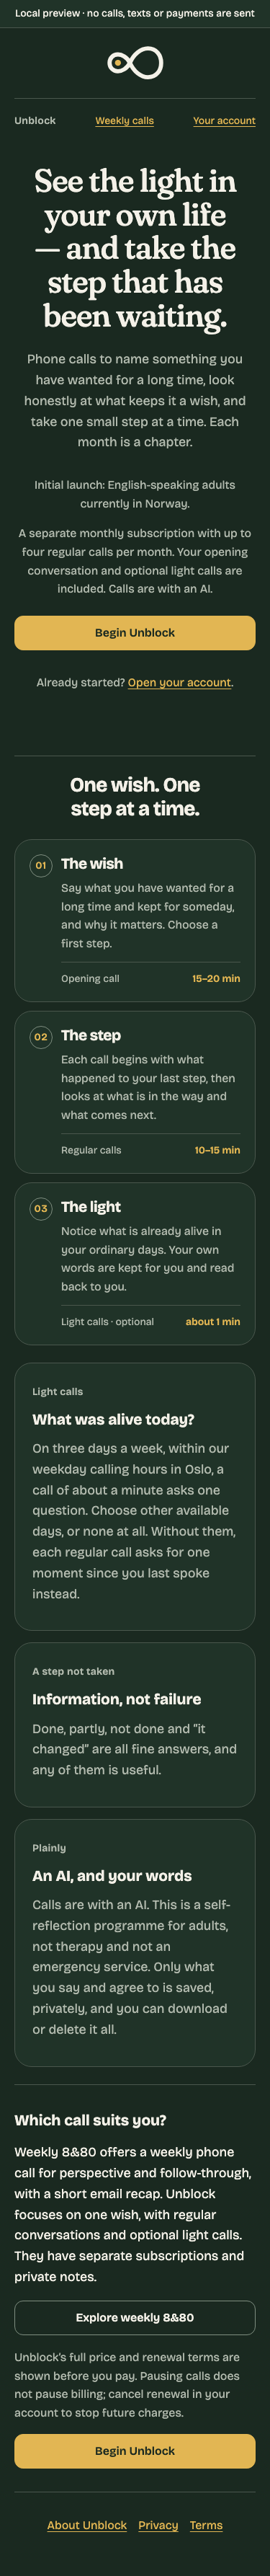 Local preview · no calls, texts or payments are sent
Unblock
Weekly calls
Your account
See the light in
your own life
— and take the
step that has
been waiting.
Phone calls to name something you
have wanted for a long time, look
honestly at what keeps it a wish, and
take one small step at a time. Each
month is a chapter.
Initial launch: English-speaking adults
currently in Norway.
A separate monthly subscription with up to
four regular calls per month. Your opening
conversation and optional light calls are
included. Calls are with an AI.
Begin Unblock
Already started? Open your account.
One wish. One
step at a time.
01
The wish
Say what you have wanted for a
long time and kept for someday,
and why it matters. Choose a
first step.
Opening call
15–20 min
02
The step
Each call begins with what
happened to your last step, then
looks at what is in the way and
what comes next.
Regular calls
10–15 min
03
The light
Notice what is already alive in
your ordinary days. Your own
words are kept for you and read
back to you.
Light calls · optional
about 1 min
Light calls
What was alive today?
On three days a week, within our
weekday calling hours in Oslo, a
call of about a minute asks one
question. Choose other available
days, or none at all. Without them,
each regular call asks for one
moment since you last spoke
instead.
A step not taken
Information, not failure
Done, partly, not done and “it
changed” are all fine answers, and
any of them is useful.
Plainly
An AI, and your words
Calls are with an AI. This is a self-
reflection programme for adults,
not therapy and not an
emergency service. Only what
you say and agree to is saved,
privately, and you can download
or delete it all.
Which call suits you?
Weekly 8&80 offers a weekly phone
call for perspective and follow-through,
with a short email recap. Unblock
focuses on one wish, with regular
conversations and optional light calls.
They have separate subscriptions and
private notes.
Explore weekly 8&80
Unblock’s full price and renewal terms are
shown before you pay. Pausing calls does
not pause billing; cancel renewal in your
account to stop future charges.
Begin Unblock
About Unblock
Privacy
Terms